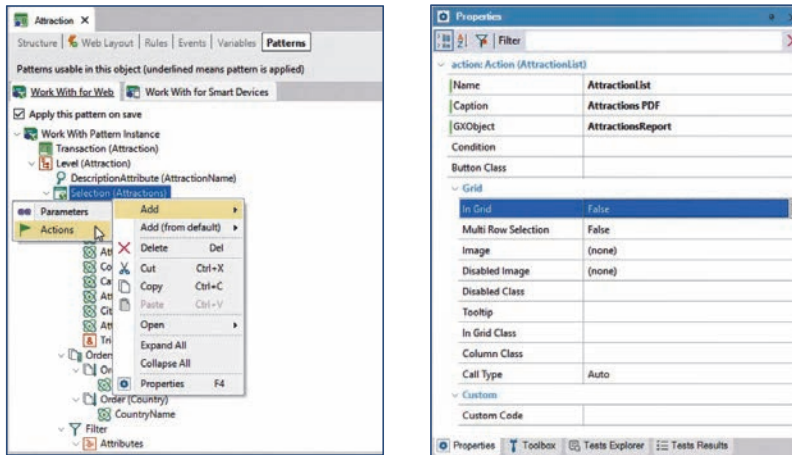 Attraction
Structure | Web Layout | Rules | Events | Variables | Patterns
Patterns usable in this object (underlined means pattern is applied)
Work With for Web
Work With for Smart Devices
Apply this pattern on save
Work With Pattern Instance
Transaction (Attraction)
Level (Attraction)
DescriptionAttribute (AttractionName)
Selection (Attractions)
Parameters
Actions
Add
Add (from default)
Delete Del
Cut Ctrl+X
Copy Ctrl+C
Paste Ctrl+V
Open
Expand All
Collapse All
Properties F4
Order (Country)
CountryName
Filter
Attributes
Properties
Filter
action: Action (AttractionList)
Name AttractionList
Caption Attractions PDF
GXObject AttractionsReport
Condition
Button Class
Grid
In Grid False
Multi Row Selection False
Image (none)
Disabled Image (none)
Disabled Class
Tooltip
In Grid Class
Column Class
Call Type Auto
Custom
Custom Code
Properties Toolbox Tests Explorer Tests Results